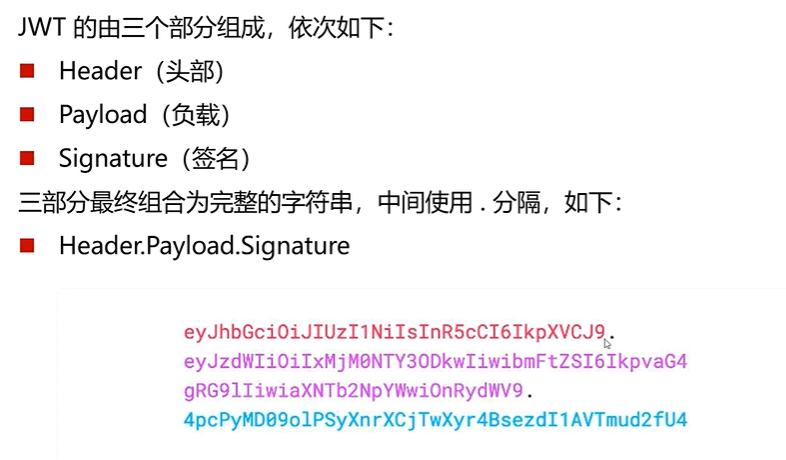 JWT 的由三个部分组成，依次如下：
Header（头部）
Payload（负载）
Signature（签名）
三部分最终组合为完整的字符串，中间使用 . 分隔，如下：
Header.Payload.Signature
eyJhbGciOiJIUzI1NiIsInR5cCI6IkpXVCJ9.
eyJzdWIiOiIxMjM0NTY3ODkwIiwibmFtZSI6IkpvaG4
gRG9lIiwiaXNTb2NpYWwiOnRydWV9.
4pcPyMD09olPSyXnrXCjTwXyr4BsezdI1AVTmud2fU4